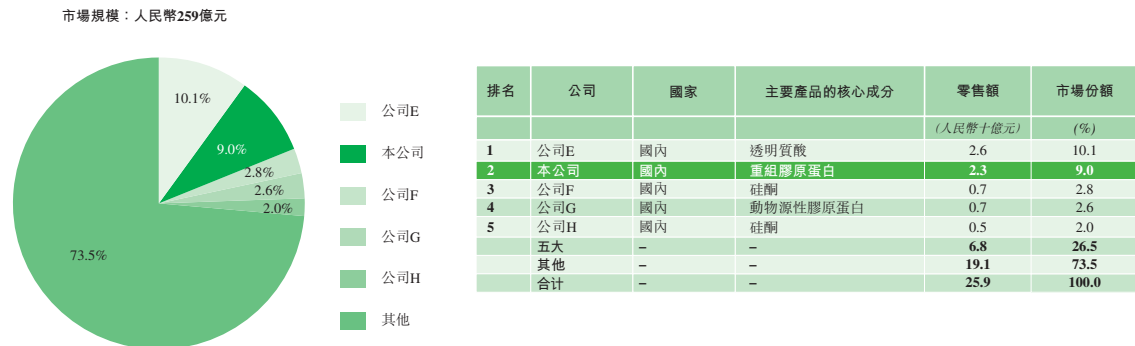 市場規模：人民幣259億元
10.1%
9.0%
2.8%
2.6%
2.0%
73.5%
公司E
本公司
公司F
公司G
公司H
其他
排名 公司 國家 主要產品的核心成分 零售額 市場份額
(人民幣十億元) (%)
1 公司E 國內 透明質酸 2.6 10.1
2 本公司 國內 重組膠原蛋白 2.3 9.0
3 公司F 國內 硅酮 0.7 2.8
4 公司G 國內 動物源性膠原蛋白 0.7 2.6
5 公司H 國內 硅酮 0.5 2.0
五大 – – 6.8 26.5
其他 – – 19.1 73.5
合计 – – 25.9 100.0